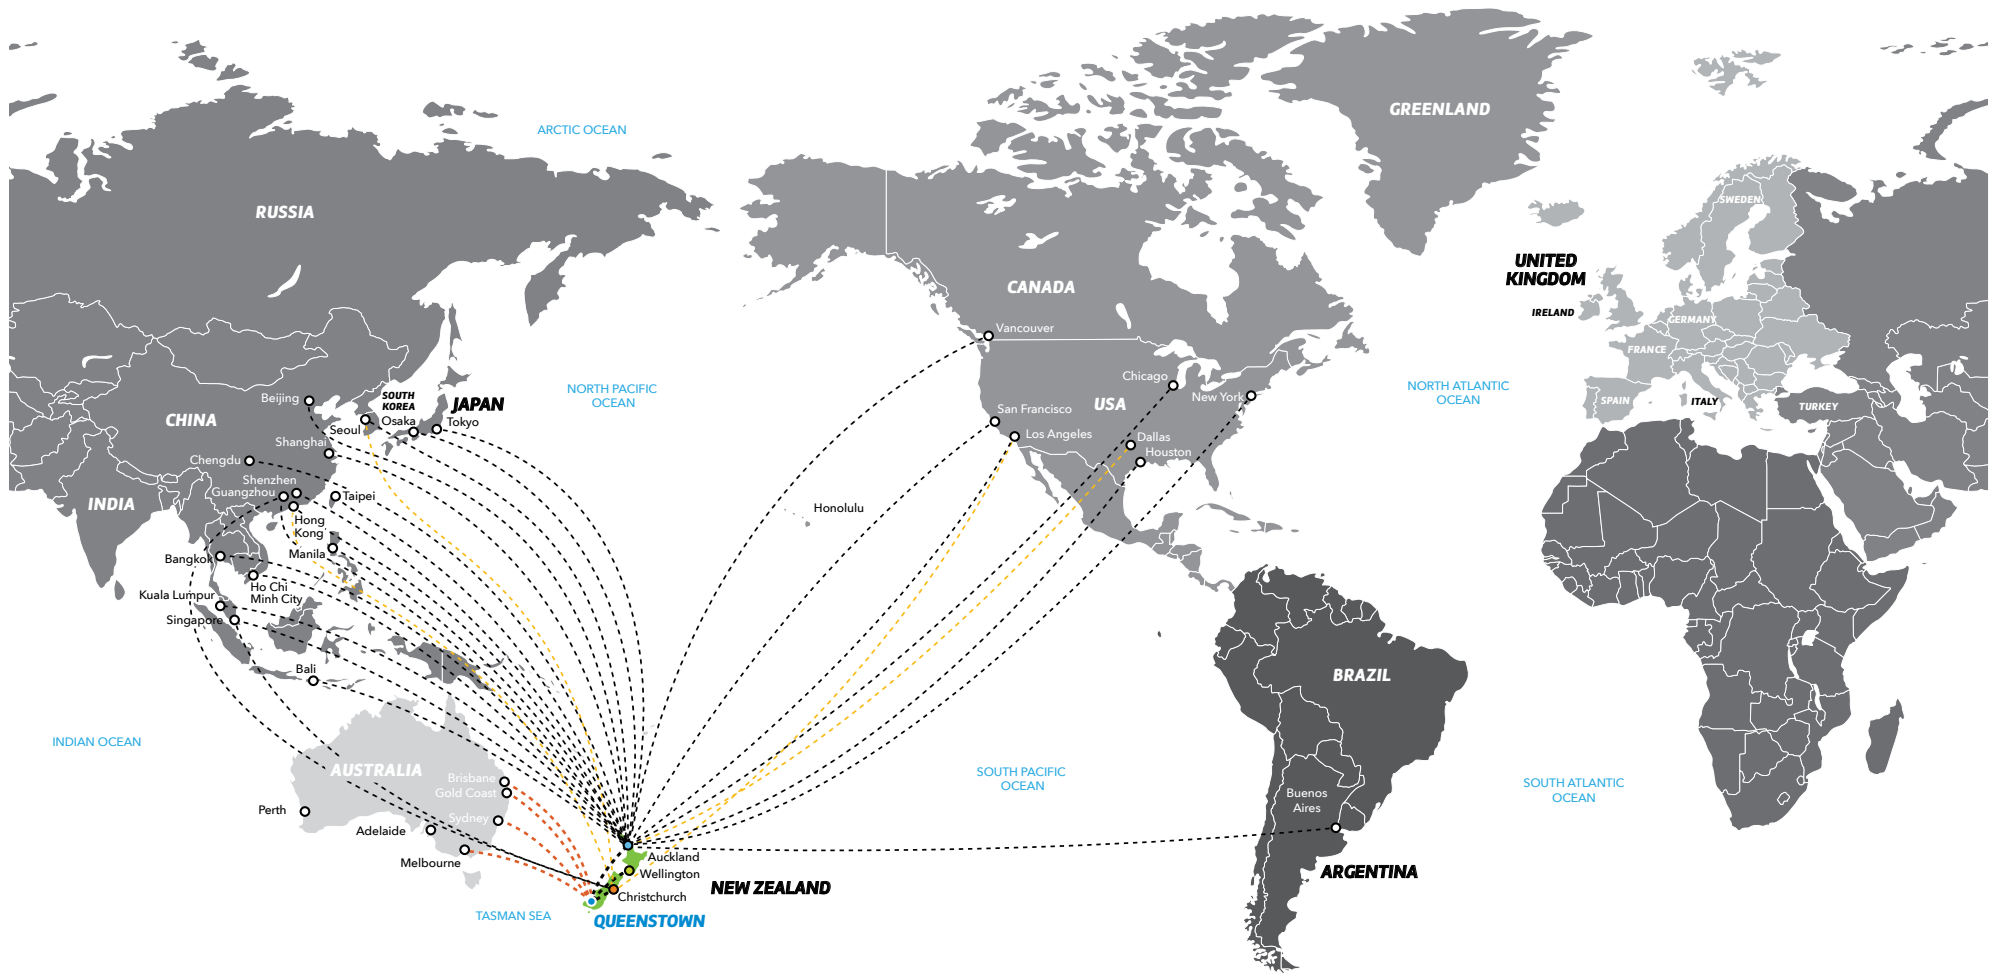 ARCTIC OCEAN
GREENLAND
RUSSIA
SWEDEN
CANADA
UNITED
KINGDOM
IRELAND
GERMANY
FRANCE
SPAIN
ITALY
TURKEY
Vancouver
Chicago
New York
USA
San Francisco
Los Angeles
Dallas
Houston
NORTH PACIFIC
OCEAN
NORTH ATLANTIC
OCEAN
Beijing
SOUTH
KOREA
JAPAN
CHINA
Seoul
Osaka
Tokyo
Shanghai
Chengdu
Shenzhen
Guangzhou
Taipei
INDIA
Hong
Kong
Honolulu
Manila
Bangkok
Ho Chi
Minh City
Kuala Lumpur
Singapore
Bali
BRAZIL
INDIAN OCEAN
AUSTRALIA
Brisbane
Gold Coast
Sydney
Perth
Adelaide
Melbourne
SOUTH PACIFIC
OCEAN
Buenos
Aires
SOUTH ATLANTIC
OCEAN
ARGENTINA
Auckland
Wellington
NEW ZEALAND
Christchurch
TASMAN SEA
QUEENSTOWN